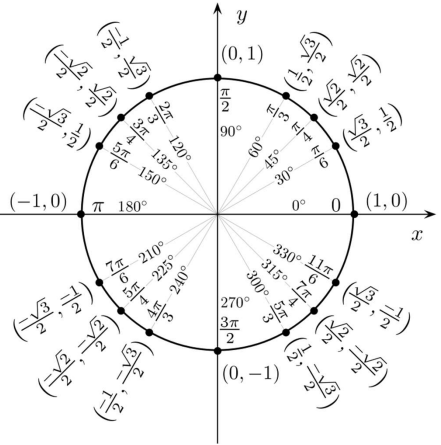 y
(0, 1)
(-1/2, √3/2)
(1/2, √3/2)
(-√2/2, √2/2)
(√2/2, √2/2)
(-√3/2, 1/2)
(√3/2, 1/2)
π/2
90°
2π/3
120°
π/3
60°
3π/4
135°
π/4
45°
5π/6
150°
π/6
30°
(−1, 0)
π
180°
0°
0
(1, 0)
x
7π/6
210°
330°
11π/6
5π/4
225°
315°
7π/4
4π/3
240°
300°
5π/3
270°
3π/2
(-√3/2, -1/2)
(√3/2, -1/2)
(-√2/2, -√2/2)
(√2/2, -√2/2)
(-1/2, -√3/2)
(1/2, -√3/2)
(0, −1)